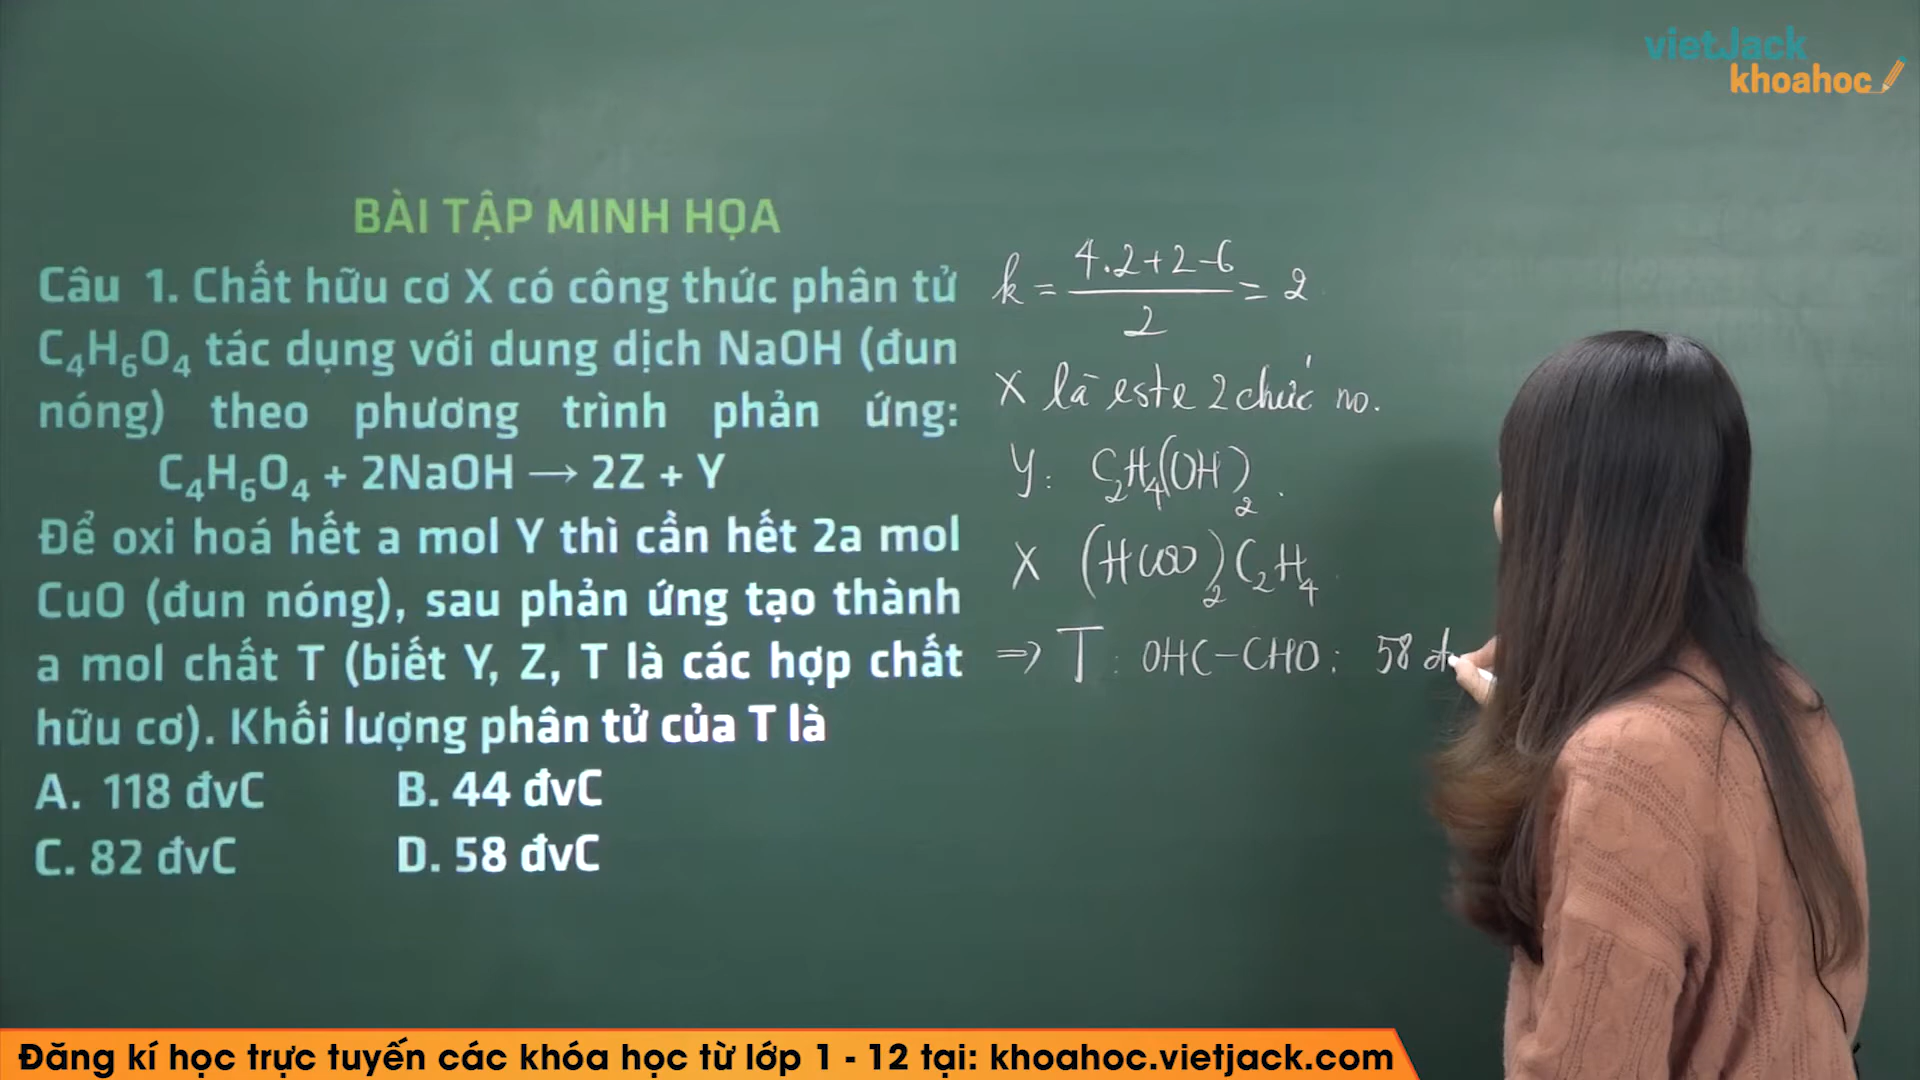 vietJack
khoahoc
BÀI TẬP MINH HỌA
Câu 1. Chất hữu cơ X có công thức phân tử
C₄H₆O₄ tác dụng với dung dịch NaOH (đun
nóng) theo phương trình phản ứng:
C₄H₆O₄ + 2NaOH → 2Z + Y
Để oxi hoá hết a mol Y thì cần hết 2a mol
CuO (đun nóng), sau phản ứng tạo thành
a mol chất T (biết Y, Z, T là các hợp chất
hữu cơ). Khối lượng phân tử của T là
A. 118 đvC B. 44 đvC
C. 82 đvC D. 58 đvC
k = (4.2+2-6)/2 = 2
X là este 2 chức no.
Y: C₂H₄(OH)₂.
X (HCOO)₂C₂H₄
=> T: OHC-CHO: 58 đv
Đăng kí học trực tuyến các khóa học từ lớp 1 - 12 tại: khoahoc.vietjack.com